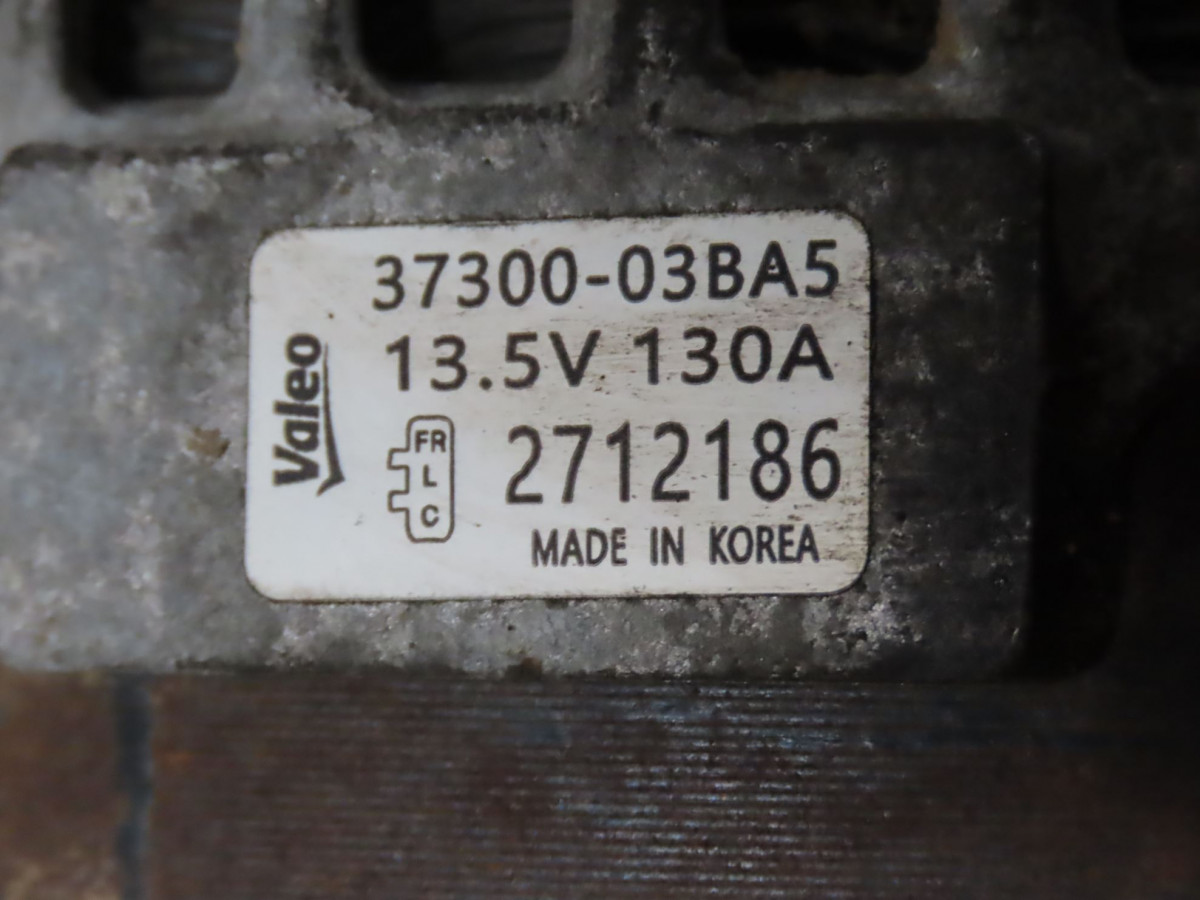 37300-03BA5
13.5V 130A
Valeo
FR
L
C
2712186
MADE IN KOREA